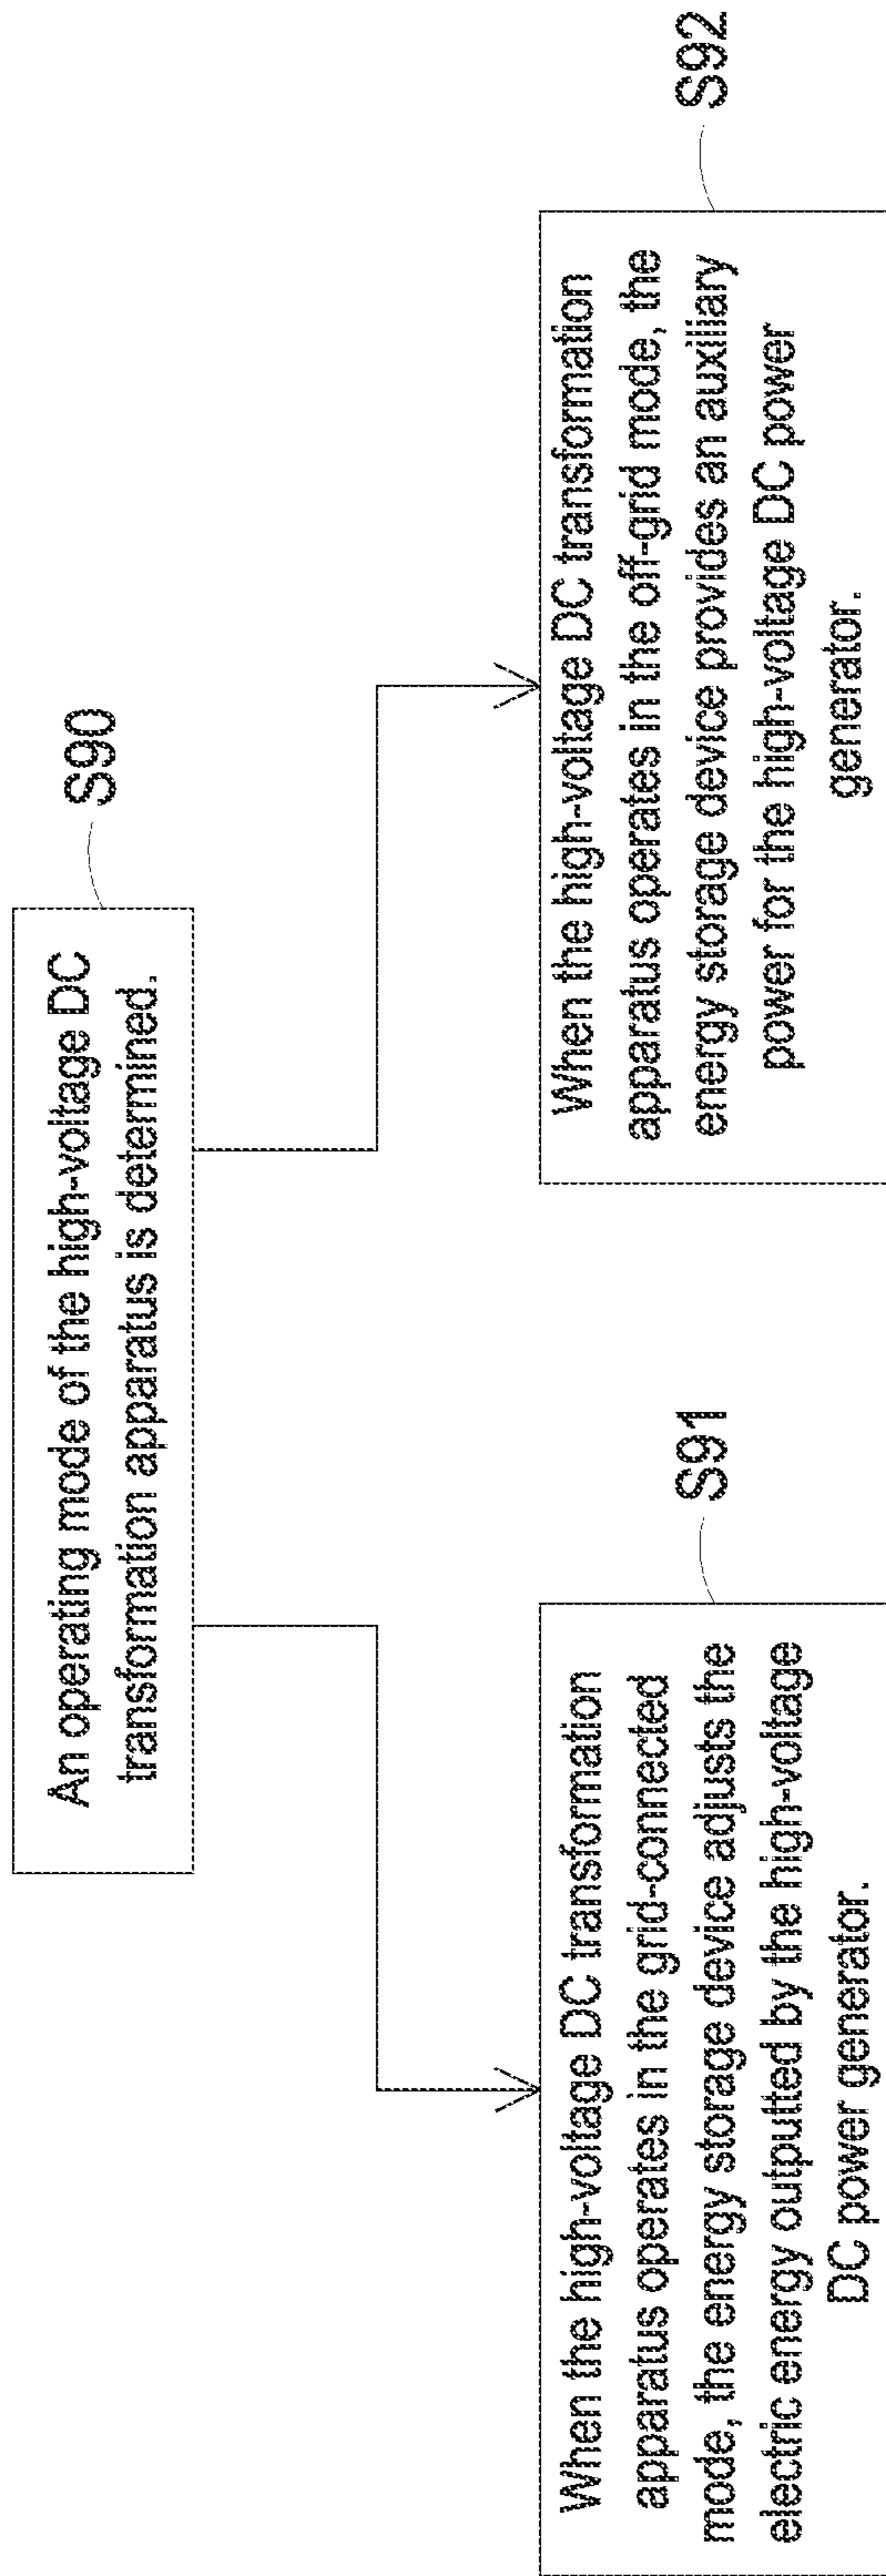 S90
An operating mode of the high-voltage DC
transformation apparatus is determined.
S91
When the high-voltage DC transformation
apparatus operates in the grid-connected
mode, the energy storage device adjusts the
electric energy outputted by the high-voltage
DC power generator.
S92
When the high-voltage DC transformation
apparatus operates in the off-grid mode, the
energy storage device provides an auxiliary
power for the high-voltage DC power
generator.